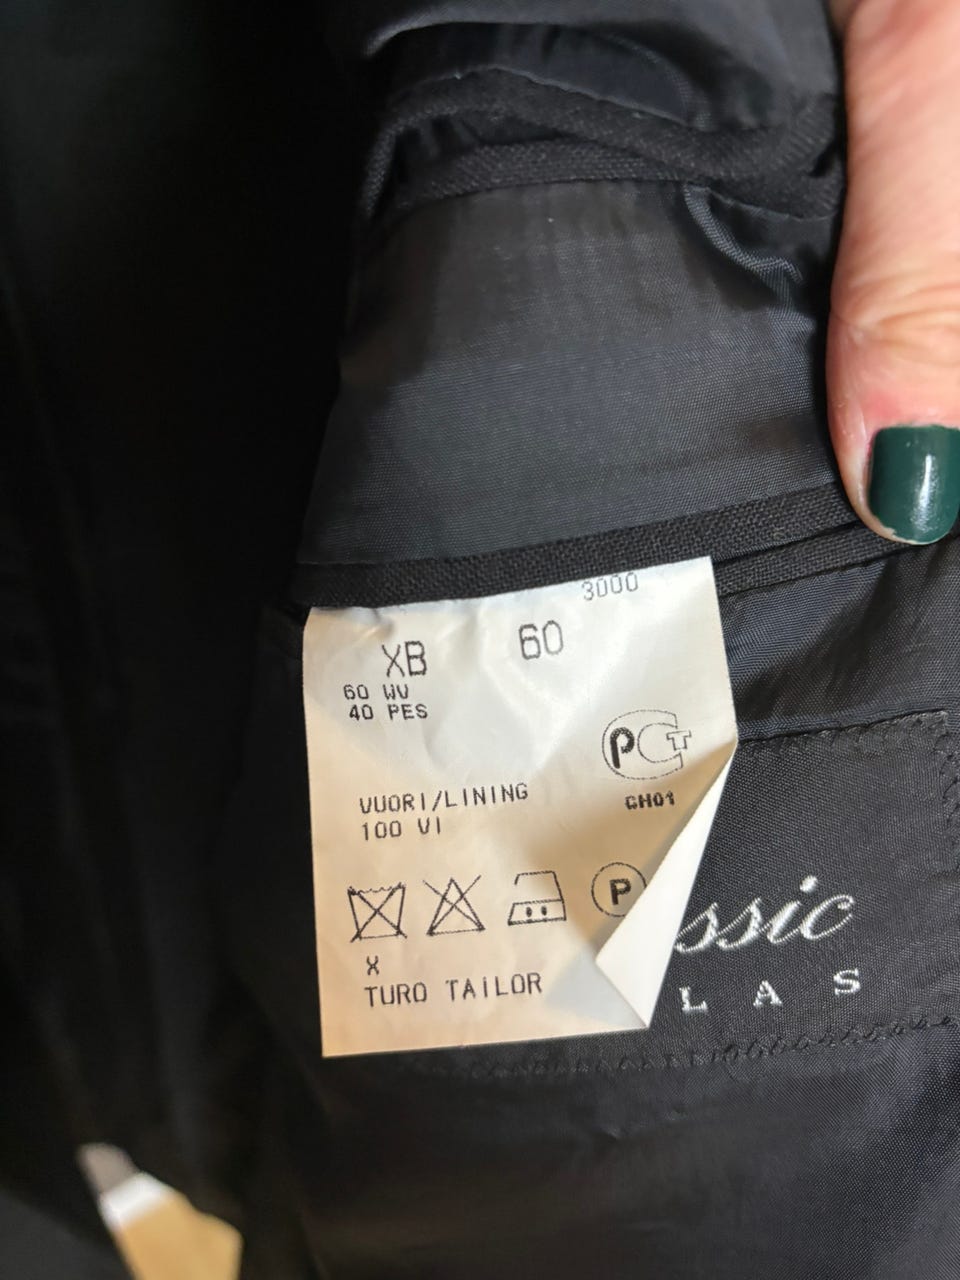 3000
XB 60
60 WV
40 PES
PCT
GH01
VUORI/LINING
100 VI
P
X
TURO TAILOR
ssic
LAS